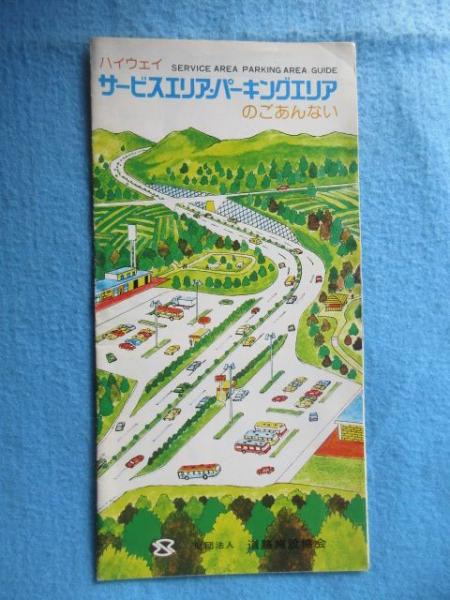 ハイウェイ SERVICE AREA PARKING AREA GUIDE
サービスエリア・パーキングエリア
のごあんない
財団法人 道路施設協会